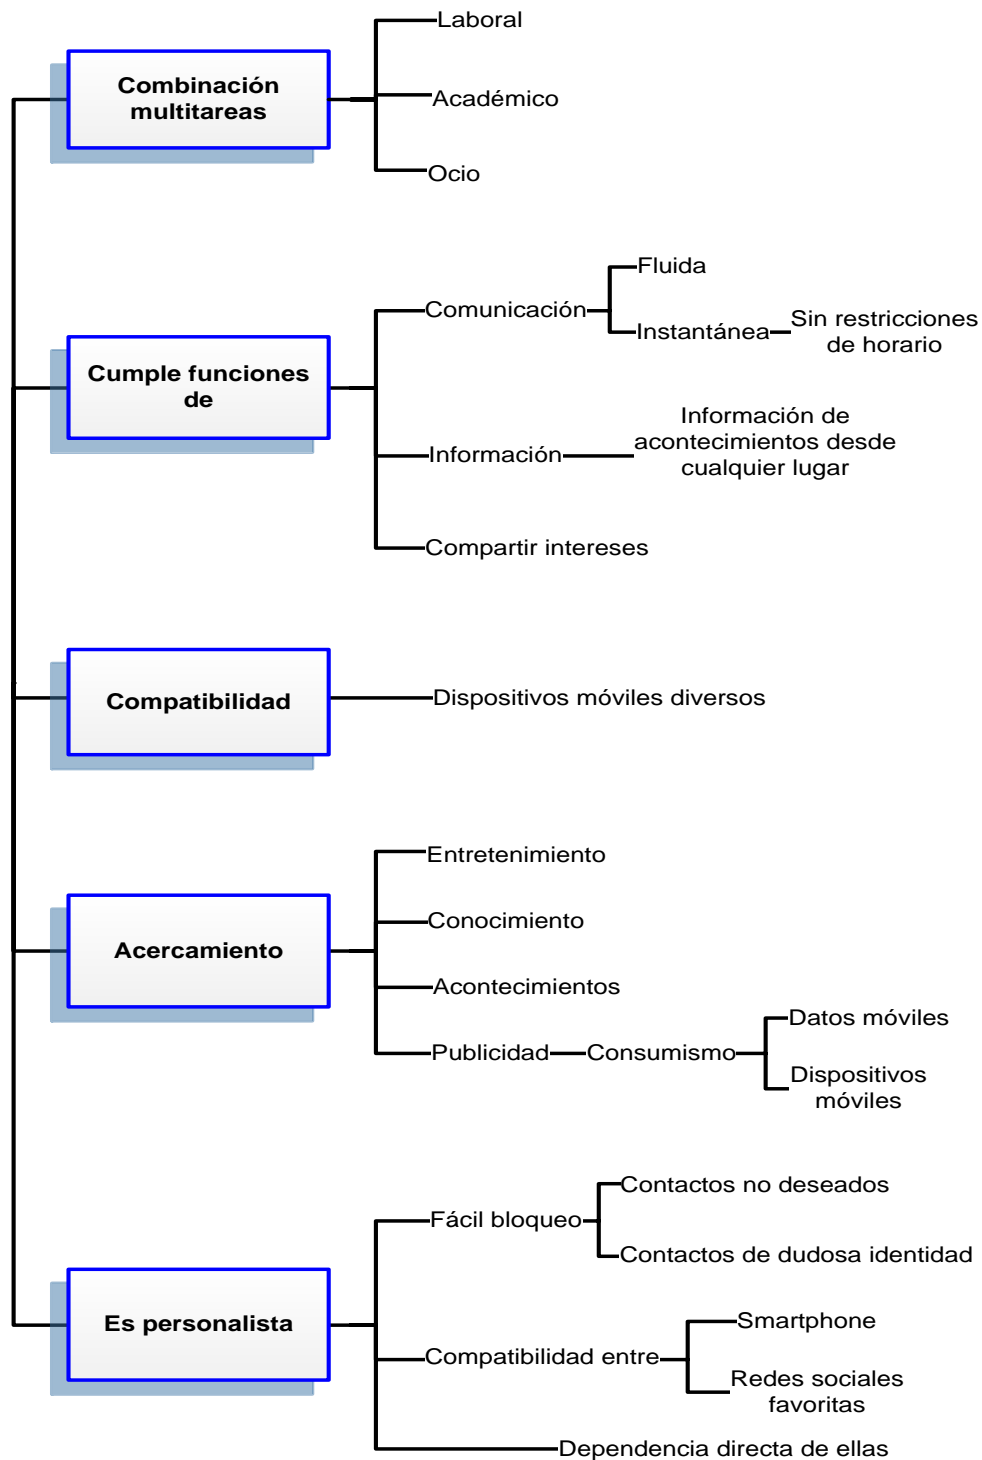 Combinación
multitareas
Laboral
Académico
Ocio
Cumple funciones
de
Comunicación
Fluida
Instantánea
Sin restricciones
de horario
Información
Información de
acontecimientos desde
cualquier lugar
Compartir intereses
Compatibilidad
Dispositivos móviles diversos
Acercamiento
Entretenimiento
Conocimiento
Acontecimientos
Publicidad
Consumismo
Datos móviles
Dispositivos
móviles
Es personalista
Fácil bloqueo
Contactos no deseados
Contactos de dudosa identidad
Compatibilidad entre
Smartphone
Redes sociales
favoritas
Dependencia directa de ellas